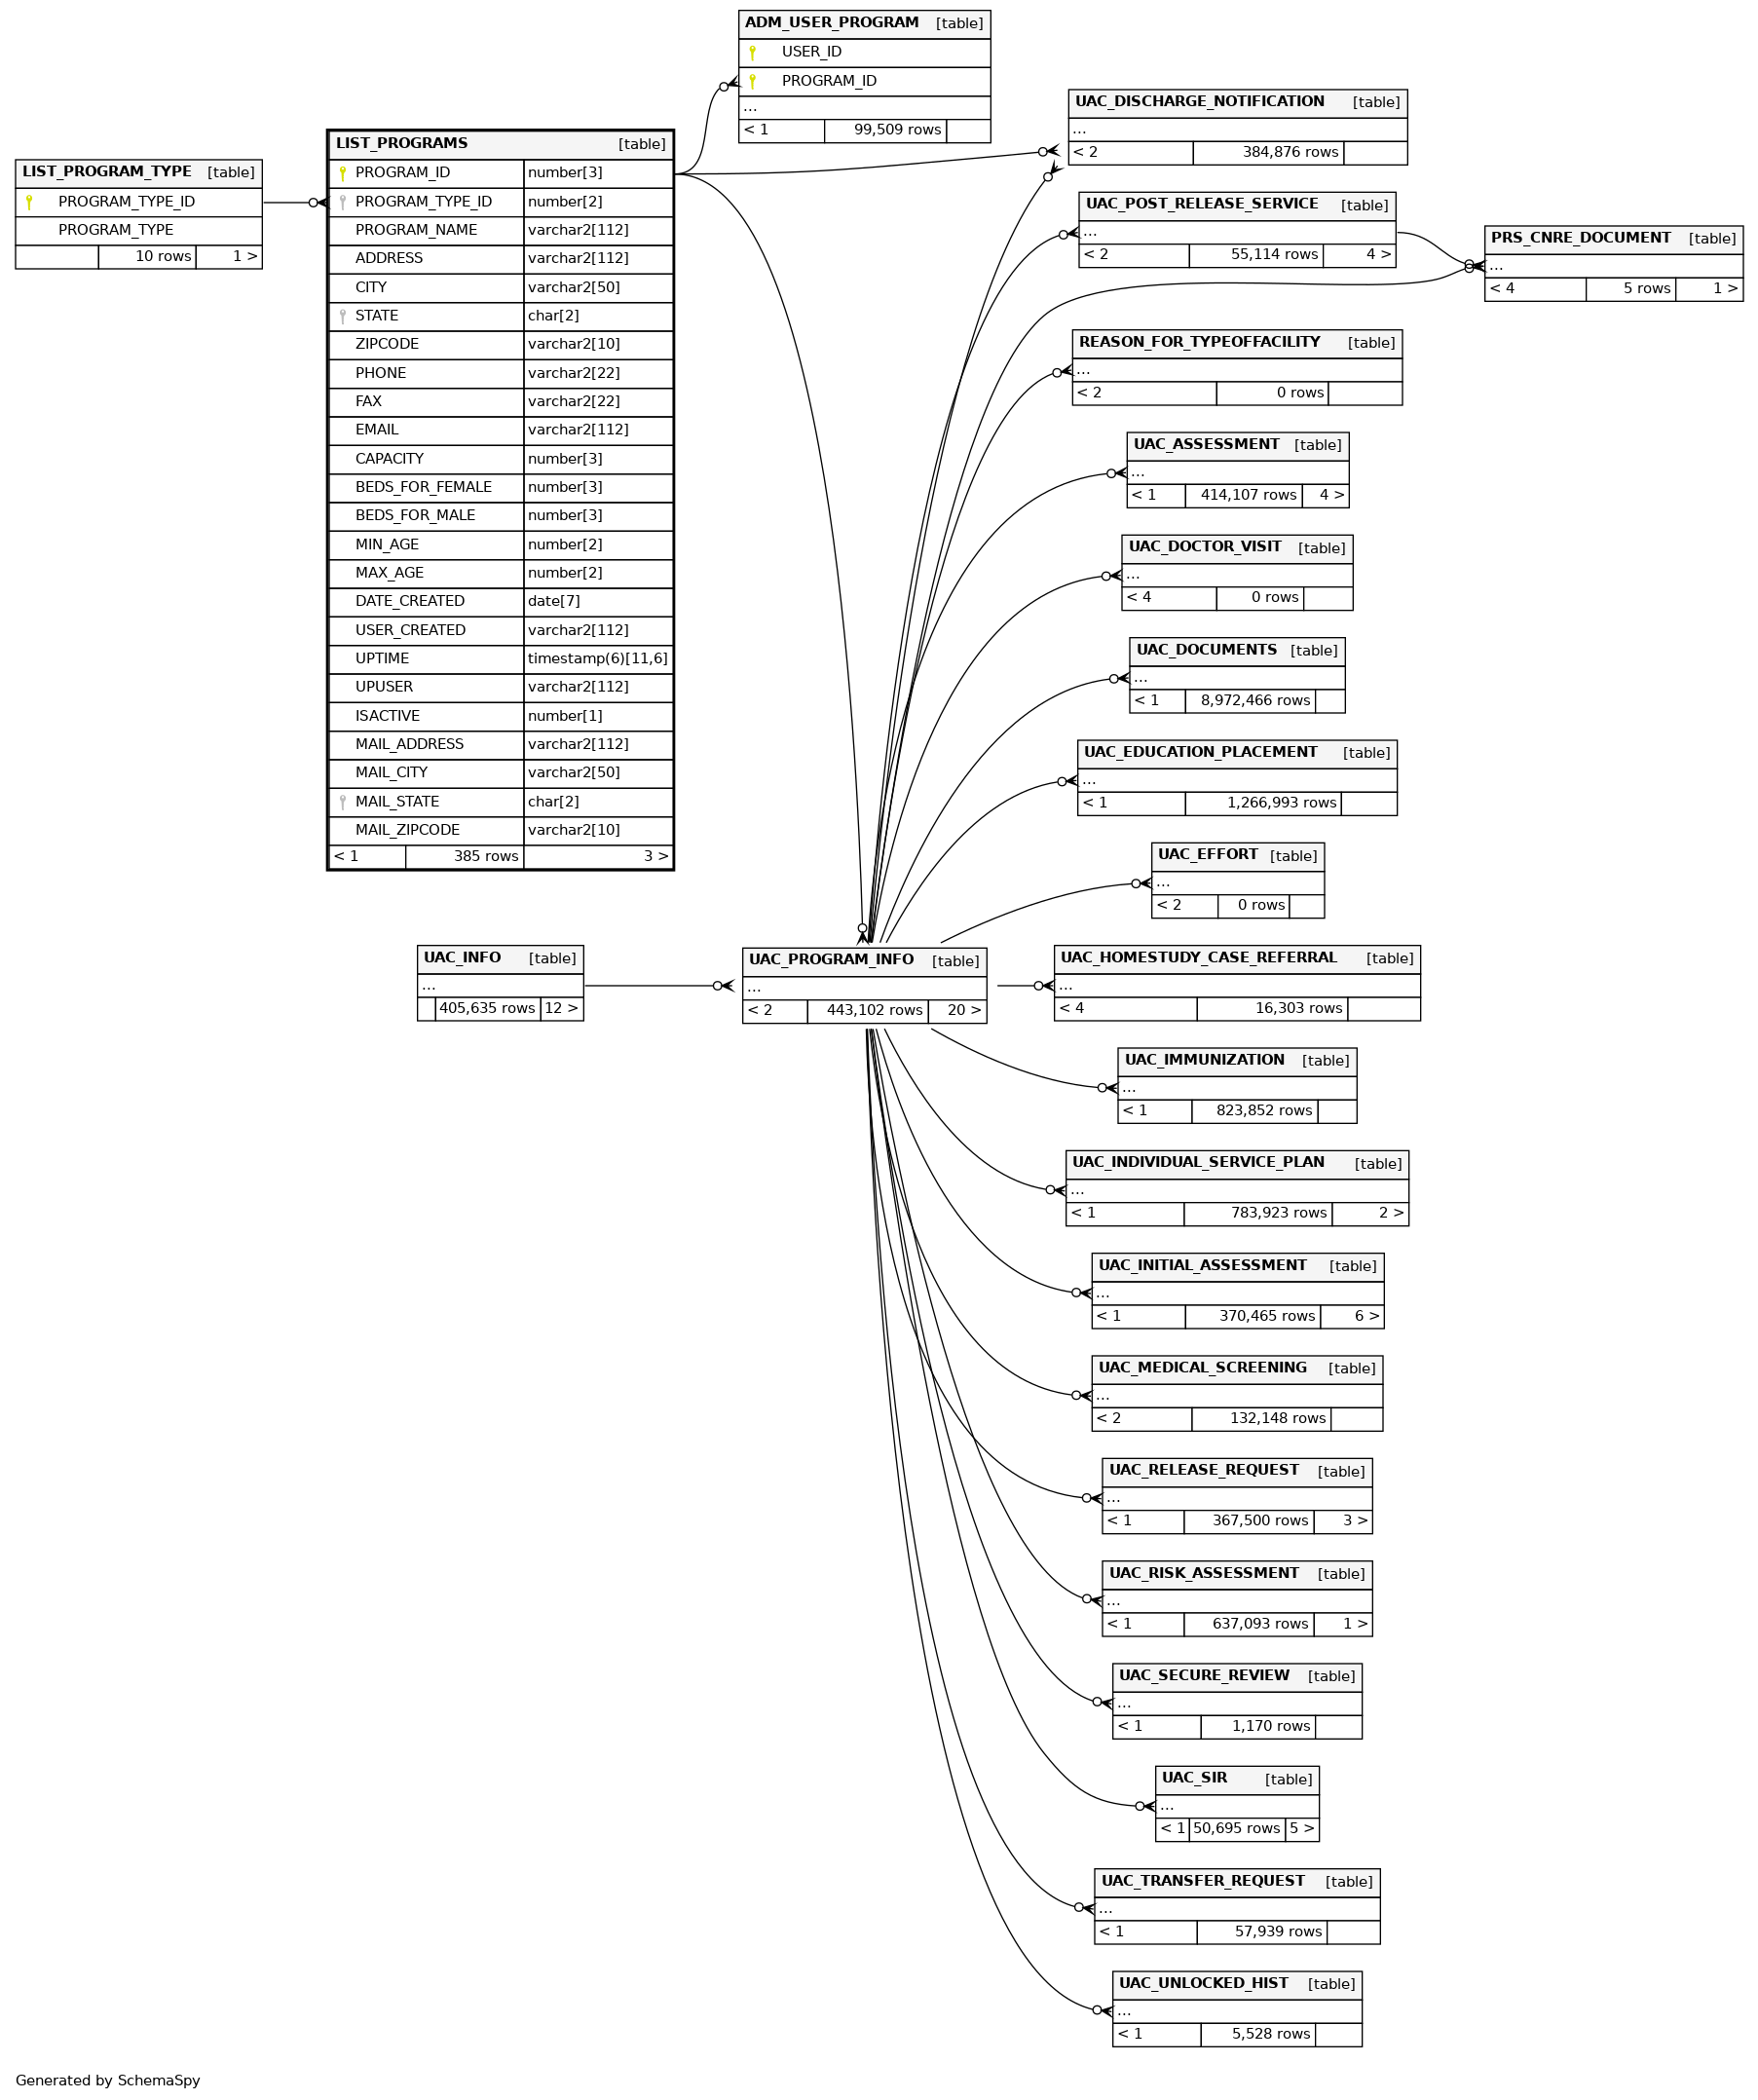 ADM_USER_PROGRAM [table]
USER_ID
PROGRAM_ID
...
< 1 99,509 rows
UAC_DISCHARGE_NOTIFICATION [table]
...
< 2 384,876 rows
LIST_PROGRAM_TYPE [table]
PROGRAM_TYPE_ID
PROGRAM_TYPE
10 rows 1 >
LIST_PROGRAMS [table]
PROGRAM_ID number[3]
PROGRAM_TYPE_ID number[2]
PROGRAM_NAME varchar2[112]
ADDRESS varchar2[112]
CITY varchar2[50]
STATE char[2]
ZIPCODE varchar2[10]
PHONE varchar2[22]
FAX varchar2[22]
EMAIL varchar2[112]
CAPACITY number[3]
BEDS_FOR_FEMALE number[3]
BEDS_FOR_MALE number[3]
MIN_AGE number[2]
MAX_AGE number[2]
DATE_CREATED date[7]
USER_CREATED varchar2[112]
UPTIME timestamp(6)[11,6]
UPUSER varchar2[112]
ISACTIVE number[1]
MAIL_ADDRESS varchar2[112]
MAIL_CITY varchar2[50]
MAIL_STATE char[2]
MAIL_ZIPCODE varchar2[10]
< 1 385 rows 3 >
UAC_POST_RELEASE_SERVICE [table]
...
< 2 55,114 rows 4 >
PRS_CNRE_DOCUMENT [table]
...
< 4 5 rows 1 >
REASON_FOR_TYPEOFFACILITY [table]
...
< 2 0 rows
UAC_ASSESSMENT [table]
...
< 1 414,107 rows 4 >
UAC_DOCTOR_VISIT [table]
...
< 4 0 rows
UAC_DOCUMENTS [table]
...
< 1 8,972,466 rows
UAC_EDUCATION_PLACEMENT [table]
...
< 1 1,266,993 rows
UAC_EFFORT [table]
...
< 2 0 rows
UAC_INFO [table]
...
405,635 rows 12 >
UAC_PROGRAM_INFO [table]
...
< 2 443,102 rows 20 >
UAC_HOMESTUDY_CASE_REFERRAL [table]
...
< 4 16,303 rows
UAC_IMMUNIZATION [table]
...
< 1 823,852 rows
UAC_INDIVIDUAL_SERVICE_PLAN [table]
...
< 1 783,923 rows 2 >
UAC_INITIAL_ASSESSMENT [table]
...
< 1 370,465 rows 6 >
UAC_MEDICAL_SCREENING [table]
...
< 2 132,148 rows
UAC_RELEASE_REQUEST [table]
...
< 1 367,500 rows 3 >
UAC_RISK_ASSESSMENT [table]
...
< 1 637,093 rows 1 >
UAC_SECURE_REVIEW [table]
...
< 1 1,170 rows
UAC_SIR [table]
...
< 1 50,695 rows 5 >
UAC_TRANSFER_REQUEST [table]
...
< 1 57,939 rows
UAC_UNLOCKED_HIST [table]
...
< 1 5,528 rows
Generated by SchemaSpy